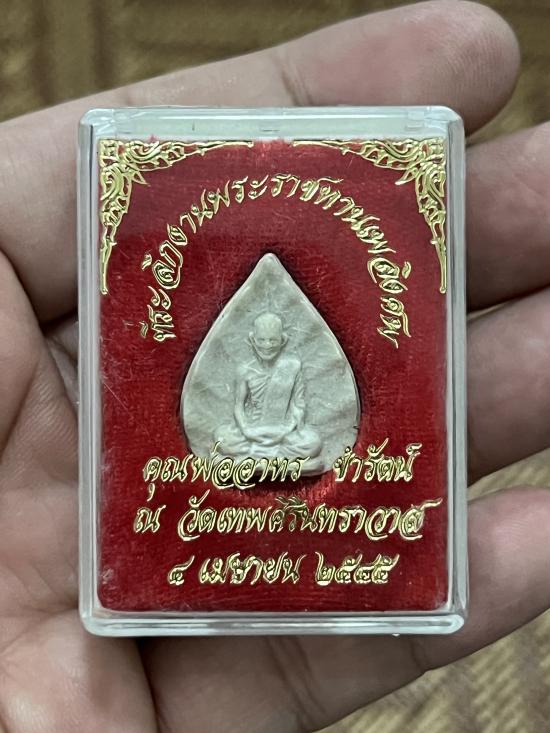 ที่ระลึกงานพระราชทานเพลิงศพ
คุณพ่ออาทร ชำรัตน์
ณ วัดเทพศิรินทราวาส
๔ เมษายน ๒๕๔๕